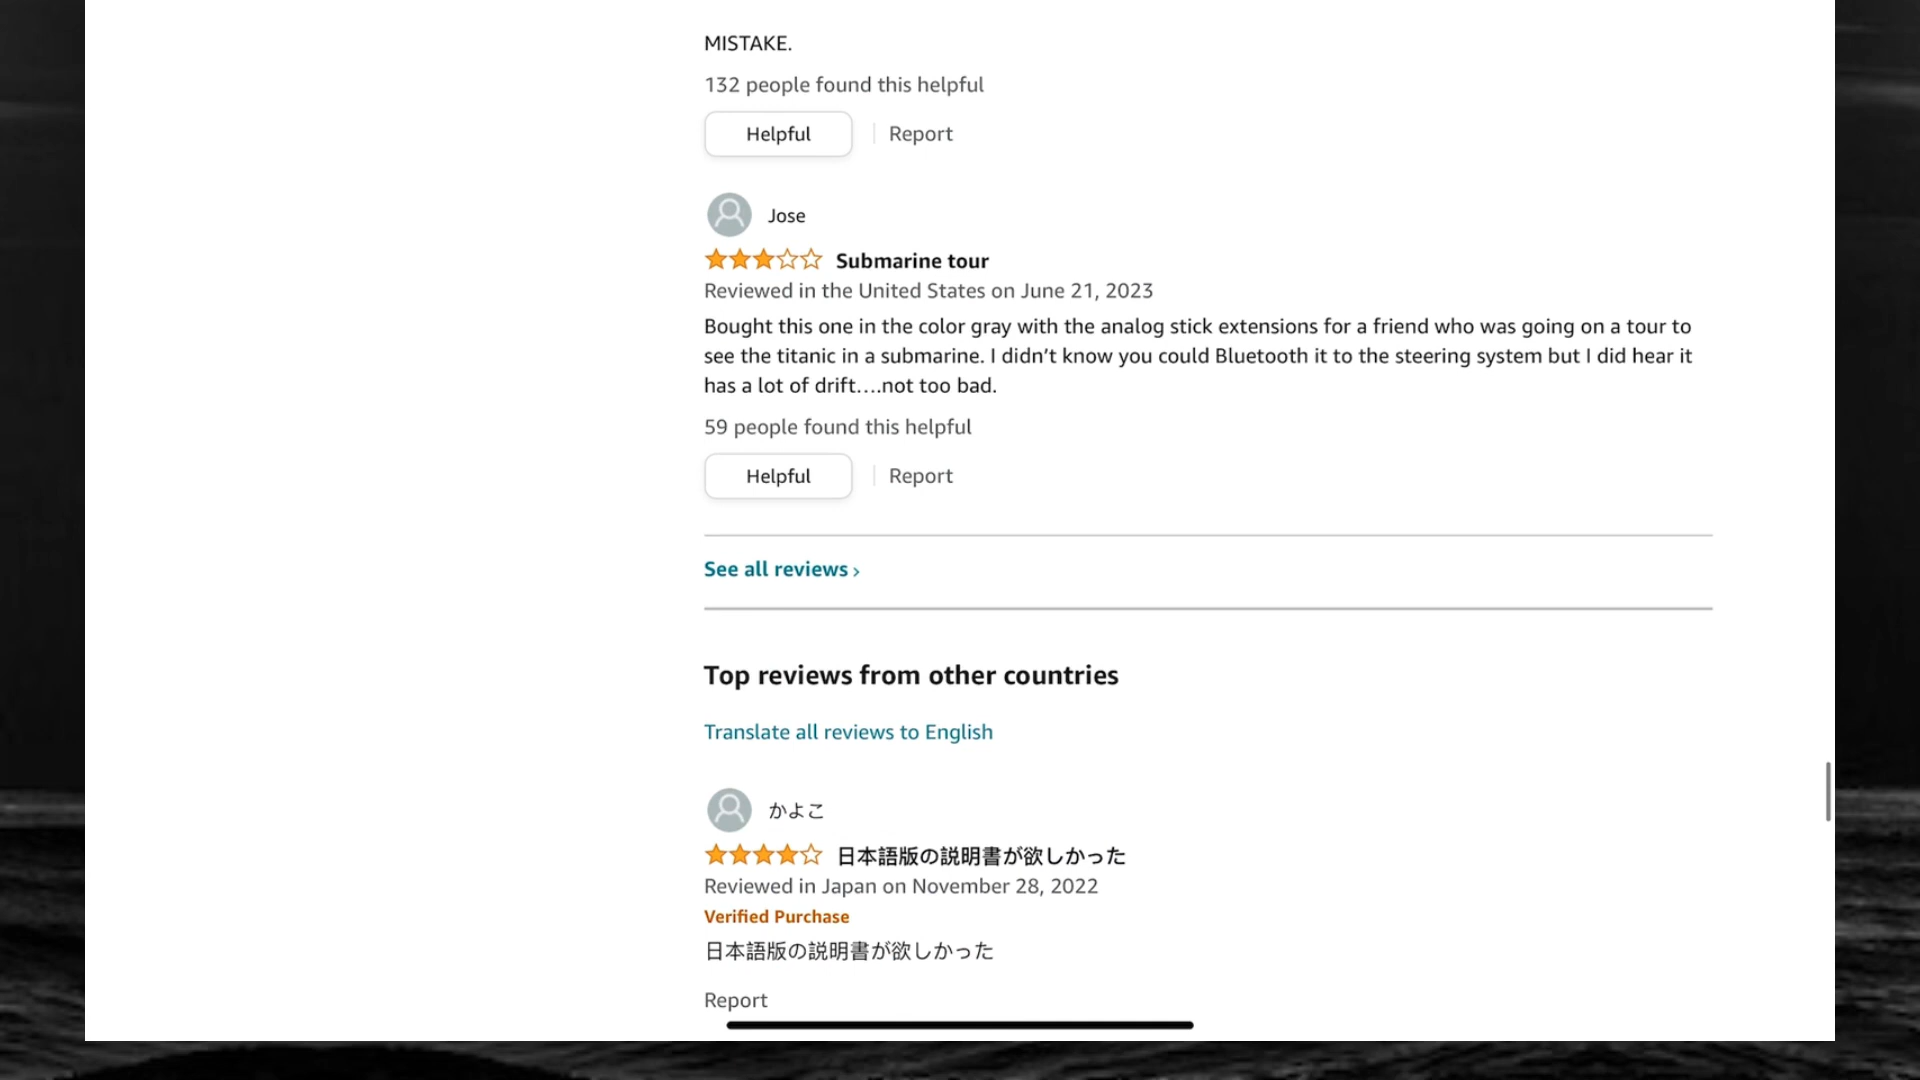 MISTAKE.
132 people found this helpful
Helpful
Report
Jose
Submarine tour
Reviewed in the United States on June 21, 2023
Bought this one in the color gray with the analog stick extensions for a friend who was going on a tour to
see the titanic in a submarine. I didn’t know you could Bluetooth it to the steering system but I did hear it
has a lot of drift….not too bad.
59 people found this helpful
Helpful
Report
See all reviews ›
Top reviews from other countries
Translate all reviews to English
かよこ
日本語版の説明書が欲しかった
Reviewed in Japan on November 28, 2022
Verified Purchase
日本語版の説明書が欲しかった
Report